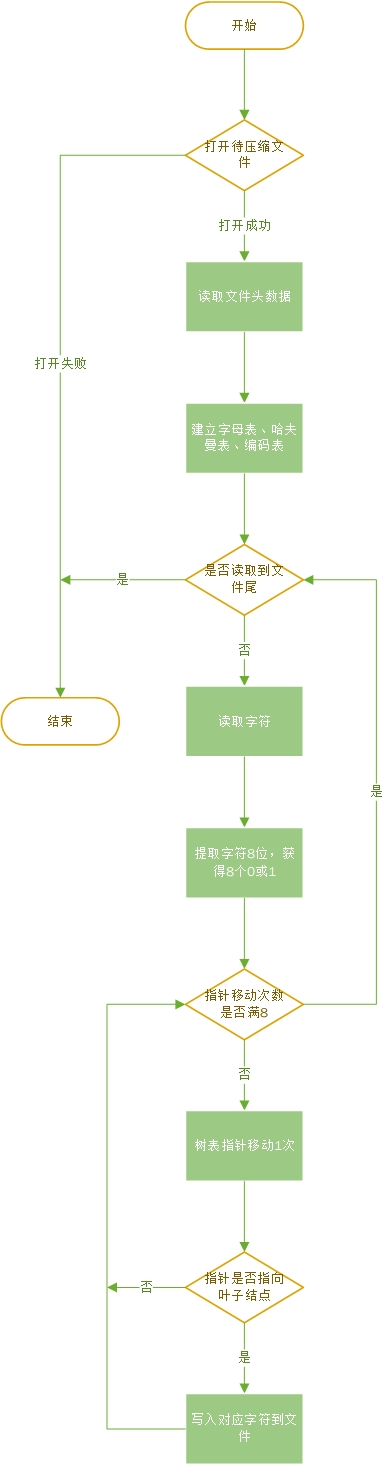 开始
打开待压缩文
件
打开成功
读取文件头数据
打开失败
建立字母表、哈夫
曼表、编码表
是否读取到文
件尾
是
否
结束
读取字符
是
提取字符8位，获
得8个0或1
指针移动次数
是否满8
否
树表指针移动1次
指针是否指向
叶子结点
否
是
写入对应字符到文
件